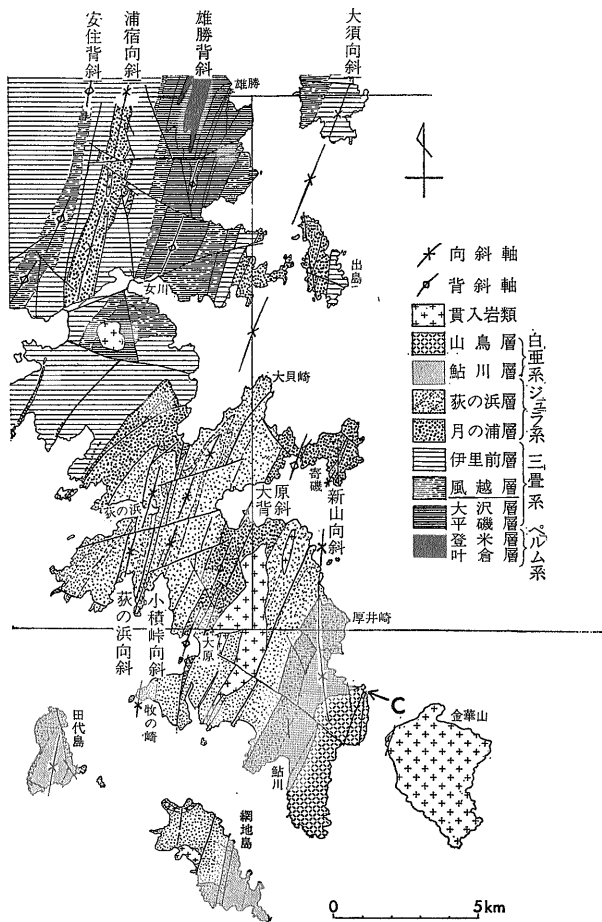 安住背斜
浦宿向斜
雄勝背斜
大須向斜
雄勝
女川
出島
大貝崎
寄磯
荻の浜
大原背斜
新山向斜
荻の浜向斜
小積峠向斜
大原
厚井崎
牧の崎
田代島
鮎川
C
金華山
網地島
向斜軸
背斜軸
貫入岩類
山鳥層
鮎川層
荻の浜層
月の浦層
伊里前層
風越層
大沢層
平磯層
登米層
叶倉層
白亜系
ジュラ系
三畳系
ペルム系
0 5km